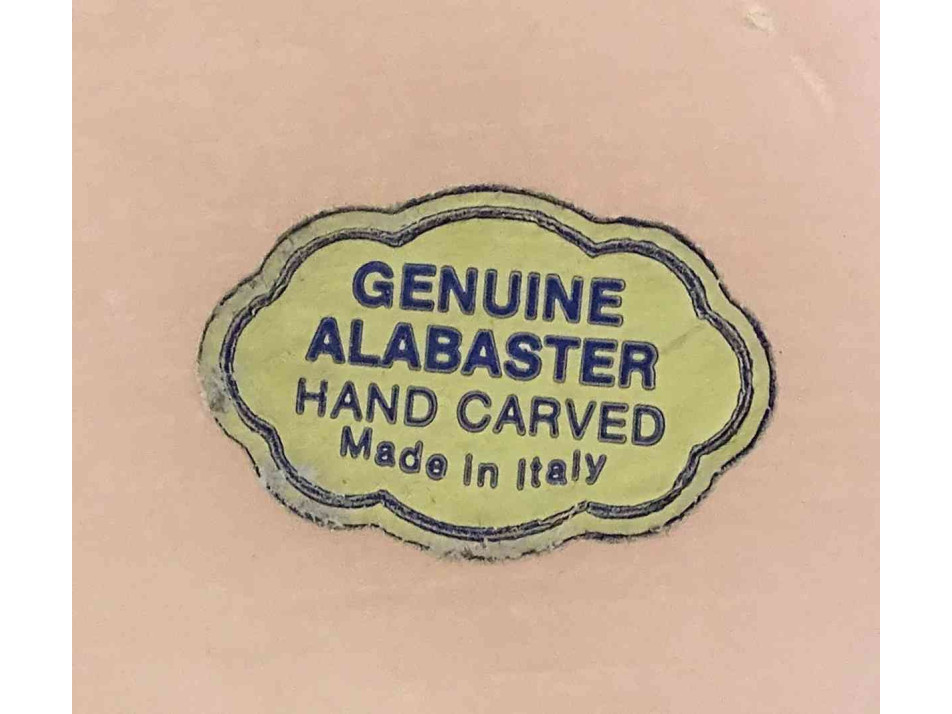 GENUINE
ALABASTER
HAND CARVED
Made in Italy